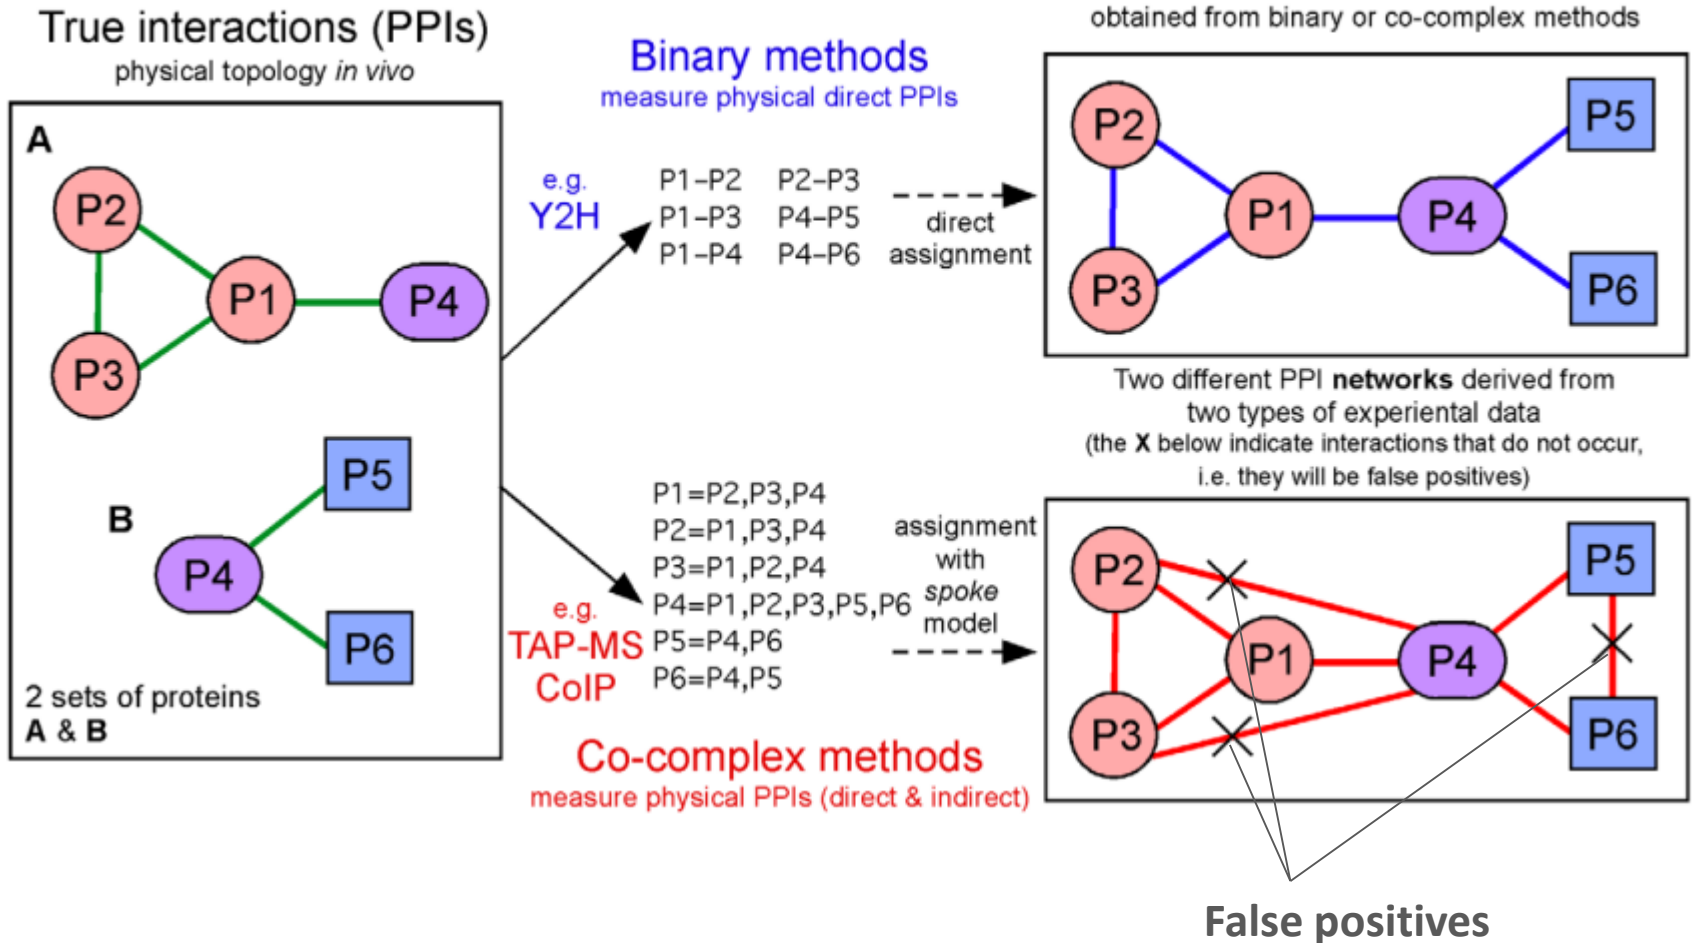 True interactions (PPIs)
physical topology in vivo
A
P2
P1
P4
P3
P5
B
P4
P6
2 sets of proteins
A & B
Binary methods
measure physical direct PPIs
e.g.
Y2H
P1–P2 P2–P3
P1–P3 P4–P5
P1–P4 P4–P6
direct
assignment
obtained from binary or co-complex methods
P2
P5
P1
P4
P3
P6
Two different PPI networks derived from
two types of experiental data
(the X below indicate interactions that do not occur,
i.e. they will be false positives)
e.g.
TAP-MS
CoIP
P1=P2,P3,P4
P2=P1,P3,P4
P3=P1,P2,P4
P4=P1,P2,P3,P5,P6
P5=P4,P6
P6=P4,P5
assignment
with
spoke
model
Co-complex methods
measure physical PPIs (direct & indirect)
P2
P5
P1
P4
P3
P6
False positives